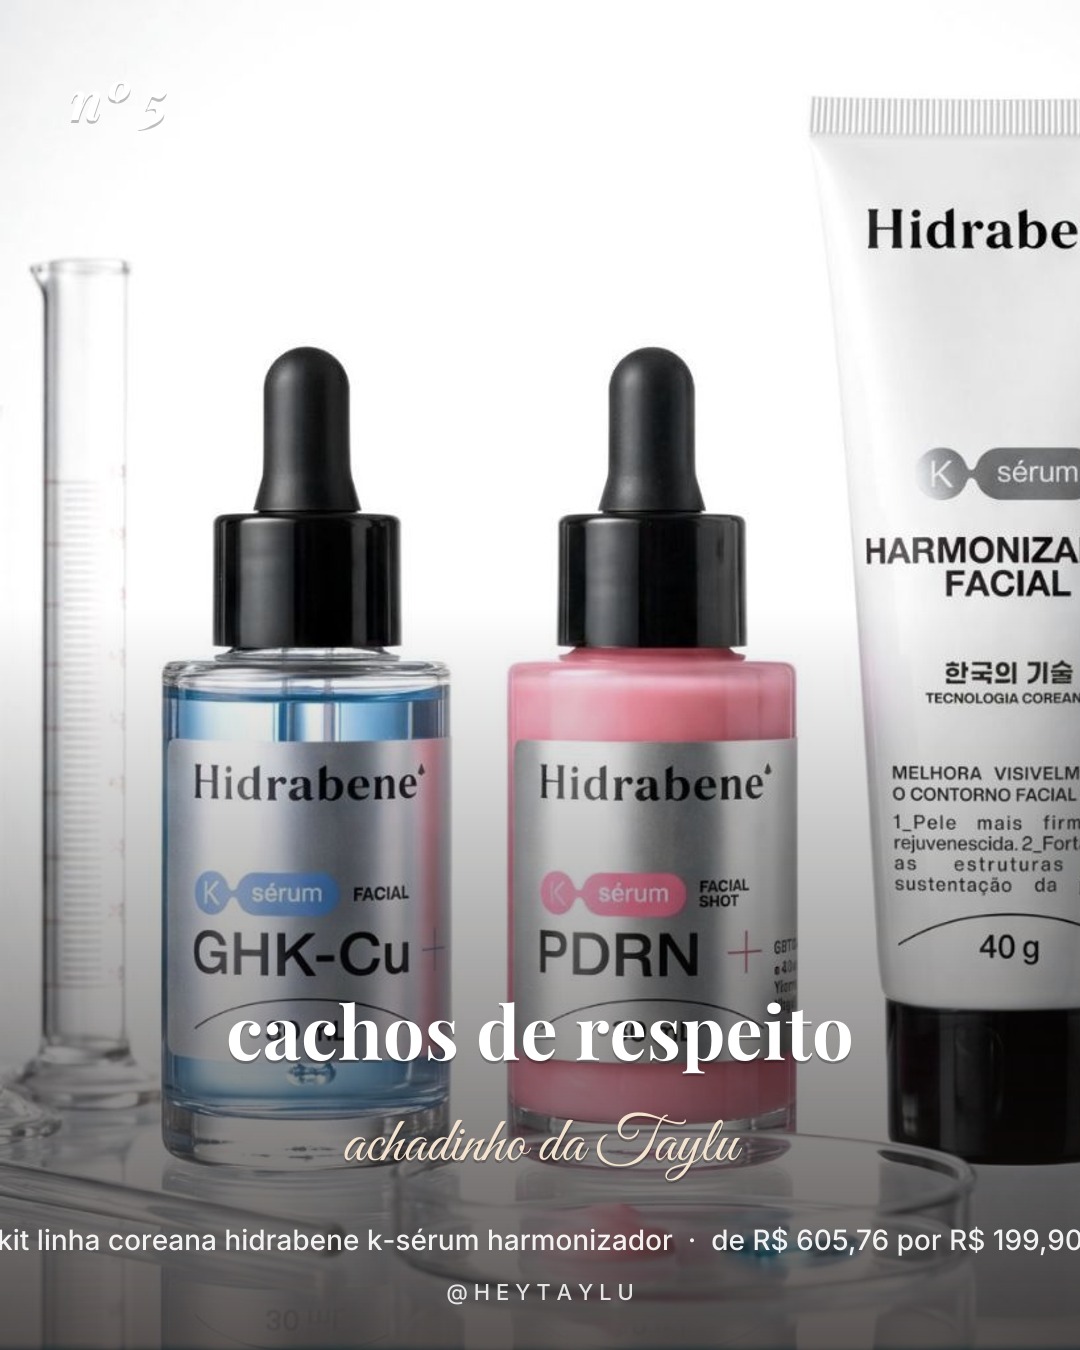 nº 5
Hidrabe
K sérum
HARMONIZA
FACIAL
한국의 기술
TECNOLOGIA COREAN
MELHORA VISIVELM
O CONTORNO FACIAL
1_Pele mais firm
rejuvenescida. 2_Fort
as estruturas
sustentação da
40 g
Hidrabene
K sérum FACIAL
GHK-Cu +
Hidrabene
K sérum FACIAL SHOT
PDRN +
cachos de respeito
achadinho da Taylu
kit linha coreana hidrabene k-sérum harmonizador · de R$ 605,76 por R$ 199,90
@HEYTAYLU